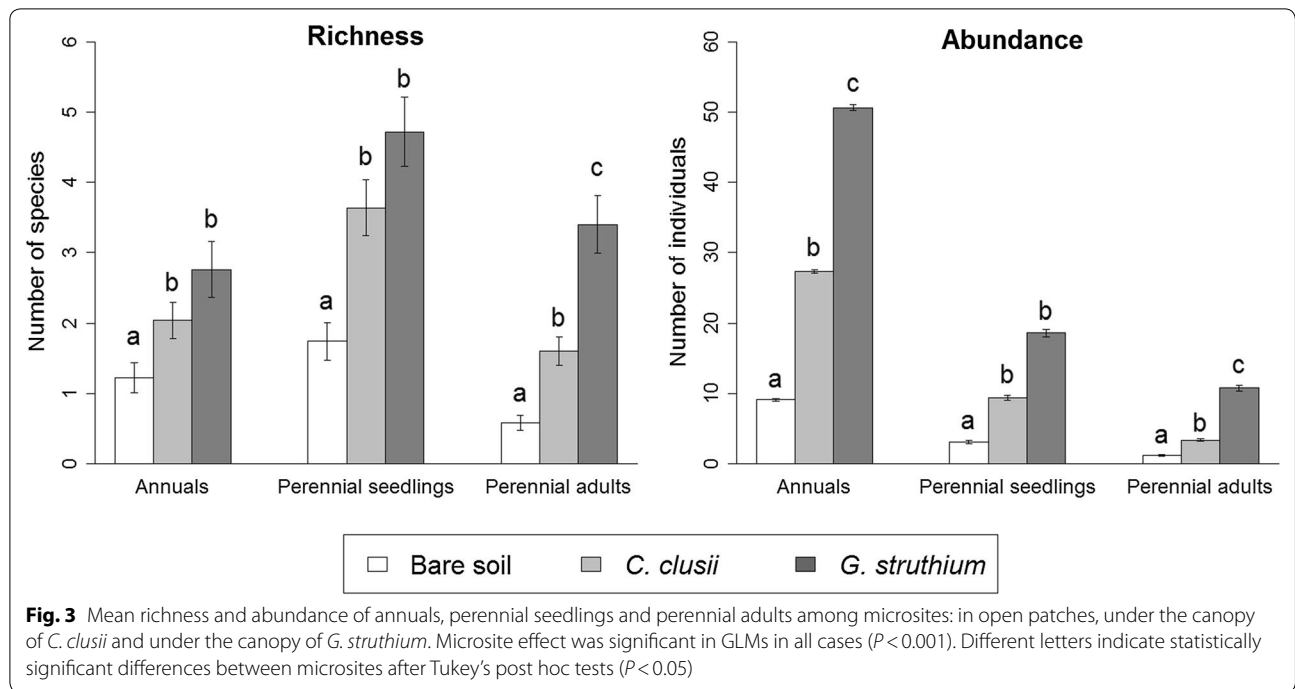 Richness
Number of species
6
5
4
3
2
1
0
a
b
b
a
b
b
a
b
c
Annuals
Perennial seedlings
Perennial adults
Abundance
Number of individuals
60
50
40
30
20
10
0
a
b
c
a
b
b
a
b
c
Annuals
Perennial seedlings
Perennial adults
Bare soil
C. clusii
G. struthium
Fig. 3 Mean richness and abundance of annuals, perennial seedlings and perennial adults among microsites: in open patches, under the canopy
of C. clusii and under the canopy of G. struthium. Microsite effect was significant in GLMs in all cases (P < 0.001). Different letters indicate statistically
significant differences between microsites after Tukey's post hoc tests (P < 0.05)